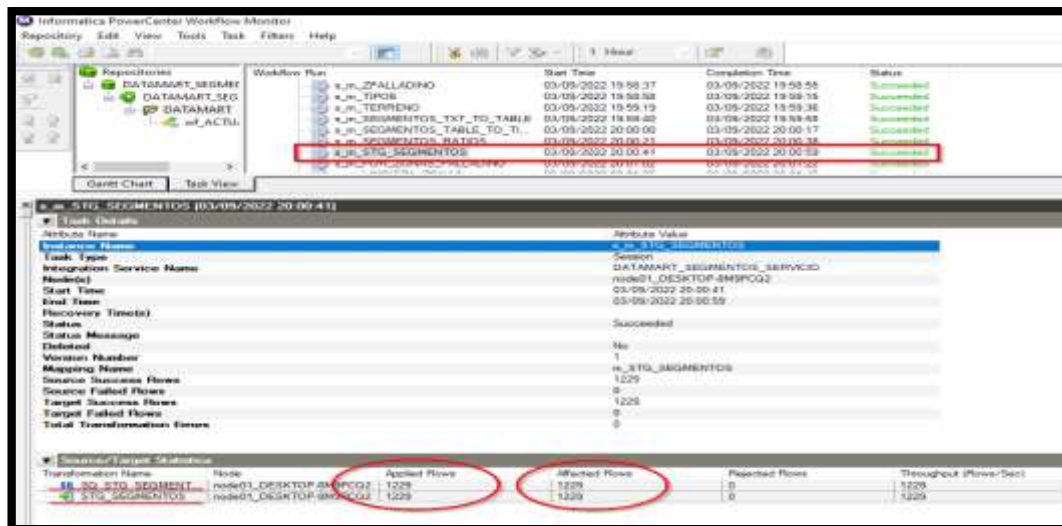 Informatica PowerCenter Workflow Monitor
Repository Edit View Tools Task Filters Help
1 Hour
Repositories
DATAMART_SEGMEN
DATAMART_SEG
DATAMART
wf_ACTU
Workflow Run Start Time Completion Time Status
s_m_ZPALLADINO 03/09/2022 19:58:37 03/09/2022 19:58:55 Succeeded
s_m_TIPOS 03/09/2022 19:58:58 03/09/2022 19:59:15 Succeeded
s_m_TERRENO 03/09/2022 19:59:19 03/09/2022 19:59:36 Succeeded
s_m_SEGMENTOS_TXT_TO_TABLE 03/09/2022 19:59:40 03/09/2022 19:59:58 Succeeded
s_m_SEGMENTOS_TABLE_TO_TI... 03/09/2022 20:00:00 03/09/2022 20:00:17 Succeeded
s_m_SEGMENTOS_RATIOS 03/09/2022 20:00:21 03/09/2022 20:00:38 Succeeded
s_m_STG_SEGMENTOS 03/09/2022 20:00:41 03/09/2022 20:00:59 Succeeded
Gantt Chart Task View
s_m_STG_SEGMENTOS [03/09/2022 20:00:41]
Task Details
Attribute Name Attribute Value
Instance Name s_m_STG_SEGMENTOS
Task Type Session
Integration Service Name DATAMART_SEGMENTOS_SERVICIO
Node(s) node01_DESKTOP-8M9PCQ2
Start Time 03/09/2022 20:00:41
End Time 03/09/2022 20:00:59
Recovery Time(s)
Status Succeeded
Status Message
Deleted No
Version Number 1
Mapping Name m_STG_SEGMENTOS
Source Success Rows 1229
Source Failed Rows 0
Target Success Rows 1229
Target Failed Rows 0
Total Transformation Errors 0
Source/Target Statistics
Transformation Name Node Applied Rows Affected Rows Rejected Rows Throughput (Rows/Sec)
SQ_STG_SEGMENT... node01_DESKTOP-8M9PCQ2 1229 1229 0 1229
STG_SEGMENTOS node01_DESKTOP-8M9PCQ2 1229 1229 0 1229